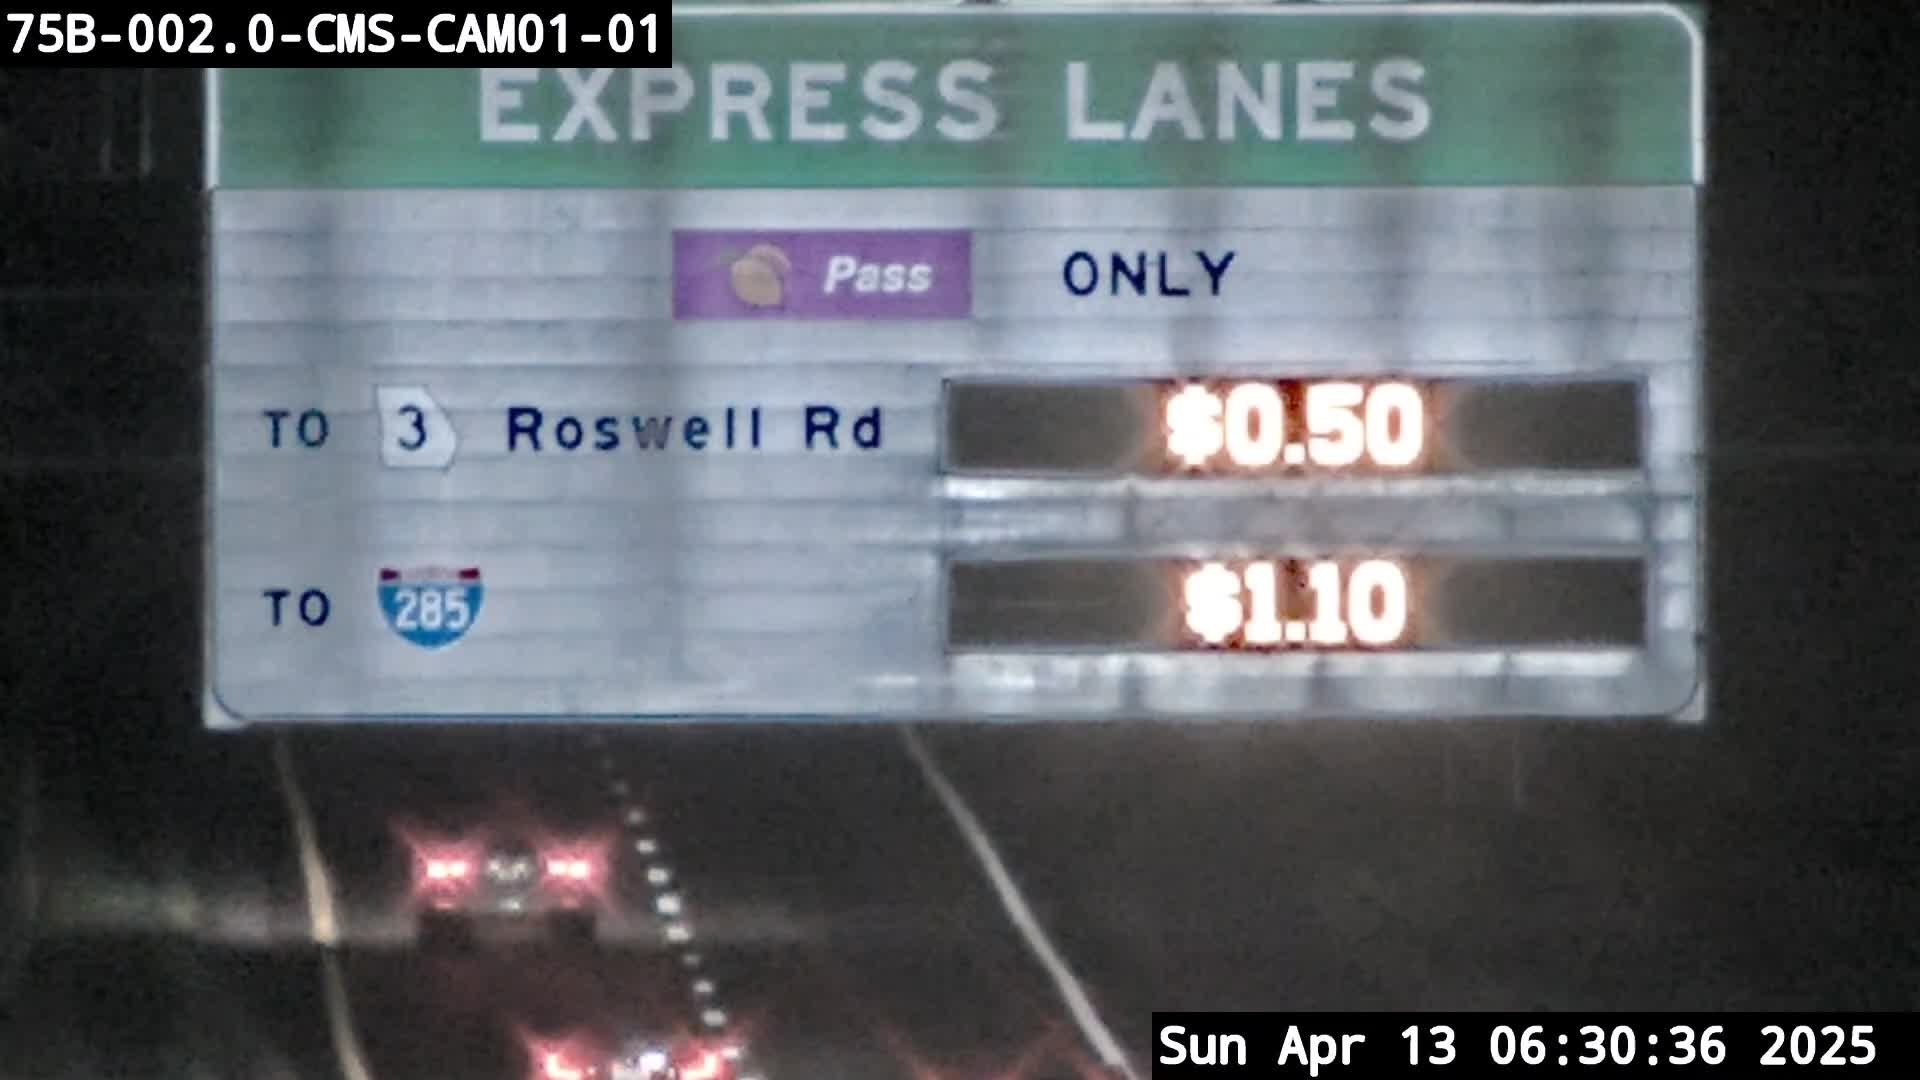 75B-002.0-CMS-CAM01-01
EXPRESS LANES
Pass ONLY
TO 3 Roswell Rd $0.50
TO 285 $1.10
Sun Apr 13 06:30:36 2025